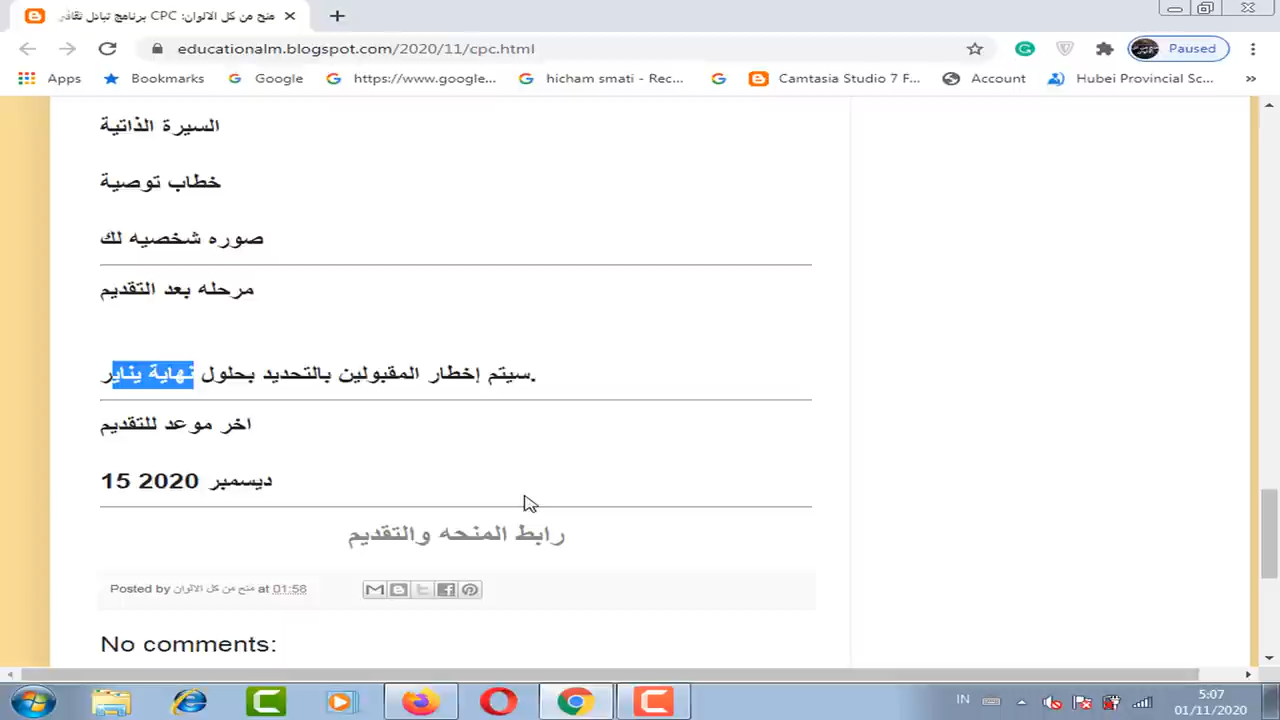 منح من كل الالوان: CPC برنامج تبادل ثقافي
educationalm.blogspot.com/2020/11/cpc.html
Paused
Apps
Bookmarks
Google
https://www.google...
hicham smati - Rec...
Camtasia Studio 7 F...
Account
Hubei Provincial Sc...
السيرة الذاتية
خطاب توصية
صوره شخصيه لك
مرحله بعد التقديم
سيتم إخطار المقبولين بالتحديد بحلول نهاية يناير.
اخر موعد للتقديم
15 ديسمبر 2020
رابط المنحه والتقديم
Posted by منح من كل الالوان at 01:58
No comments:
IN
5:07
01/11/2020